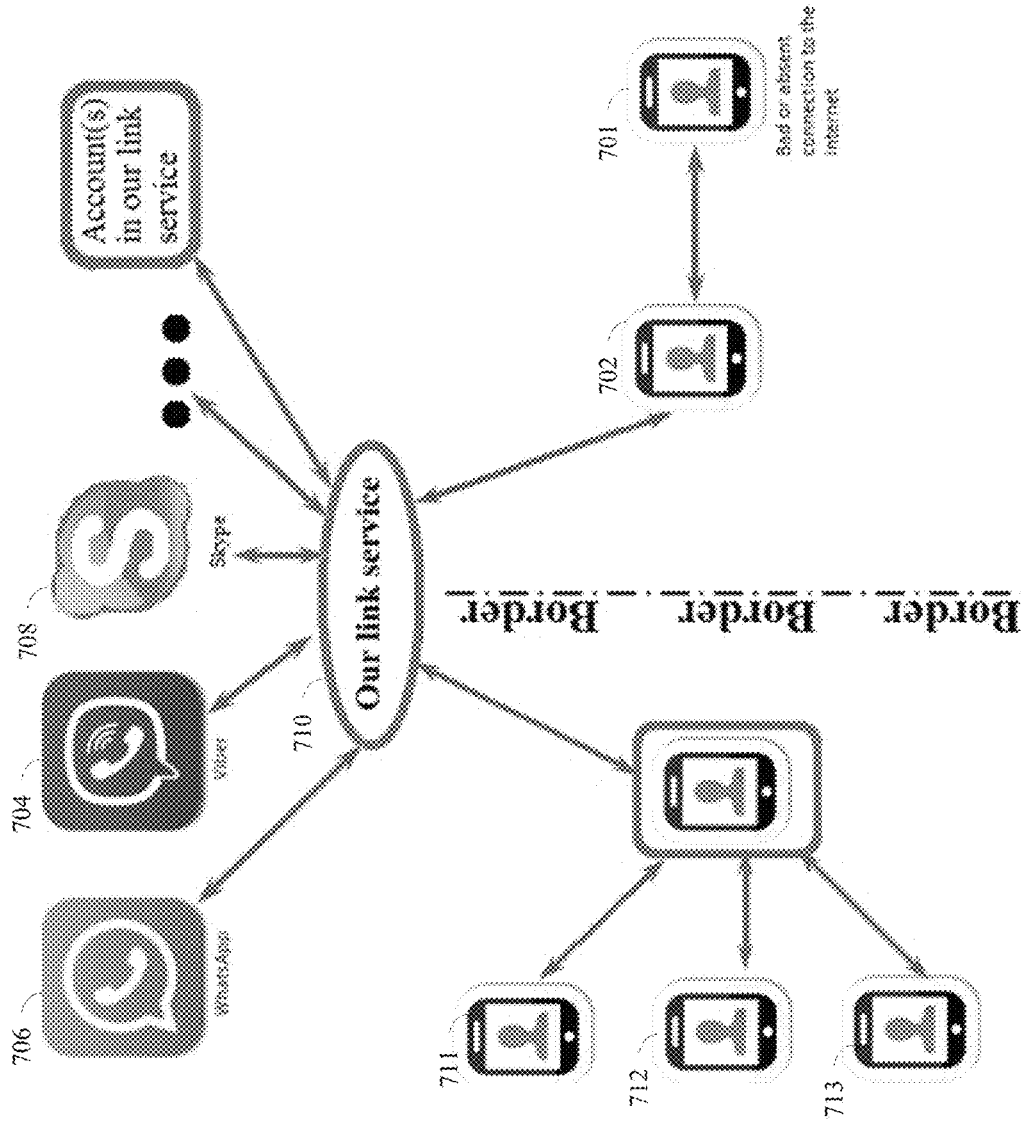 706
WhatsApp
704
Viber
708
Skype
Account(s)
in our link
service
710
Our link service
711
712
713
Border
Border
Border
702
701
Bad or absent
connection to the
Internet